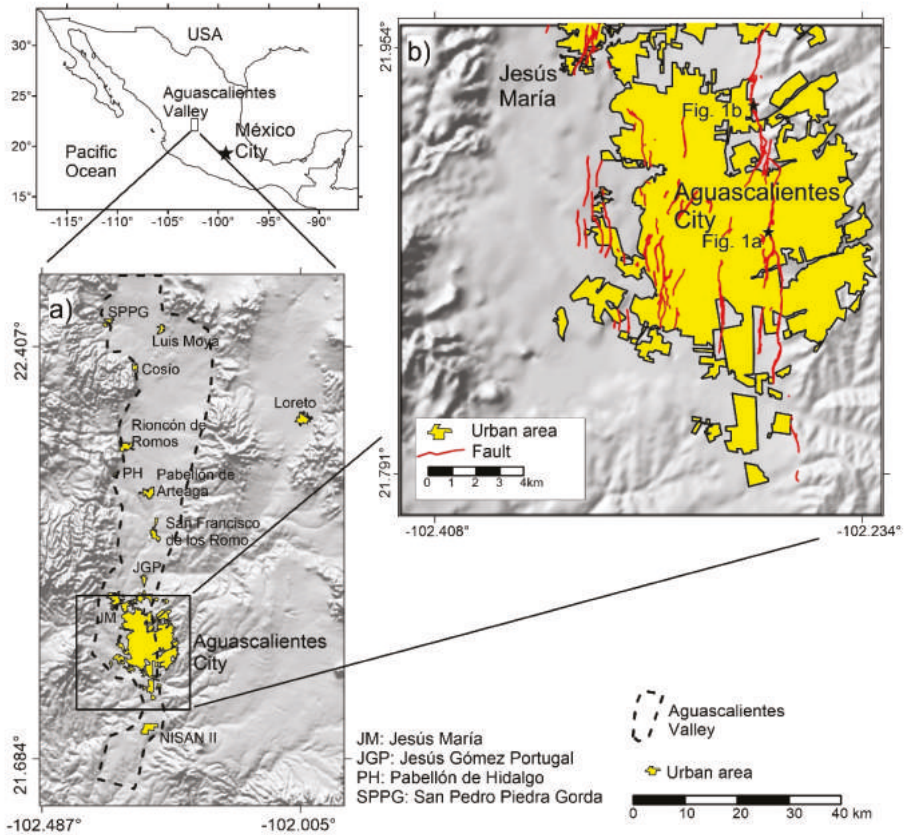 30°
25°
20°
15°
-115°
-110°
-105°
-100°
-95°
-90°
USA
Aguascalientes
Valley
México
City
Pacific
Ocean
b)
21.954°
21.791°
-102.408°
-102.234°
Jesús
María
Fig. 1b
Aguascalientes
City
Fig. 1a
Urban area
Fault
0 1 2 3 4km
a)
22.407°
21.684°
-102.487°
-102.005°
SPPG
Luis Moya
Cosío
Loreto
Rioncón de
Romos
PH
Pabellón de
Arteaga
San Francisco
de los Romo
JGP
JM
Aguascalientes
City
NISAN II
JM: Jesús María
JGP: Jesús Gómez Portugal
PH: Pabellón de Hidalgo
SPPG: San Pedro Piedra Gorda
Aguascalientes
Valley
Urban area
0 10 20 30 40 km